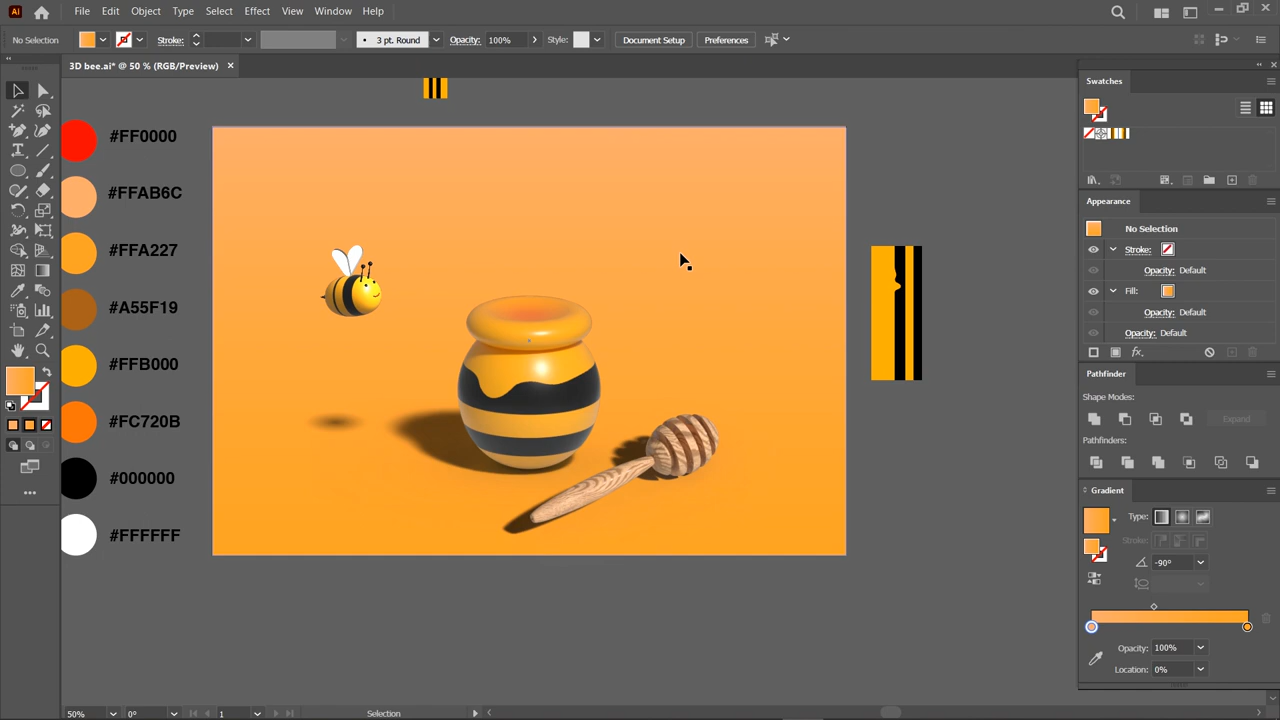 Ai File Edit Object Type Select Effect View Window Help
No Selection Stroke: 3 pt. Round Opacity: 100% Style: Document Setup Preferences
3D bee.ai* @ 50 % (RGB/Preview)
#FF0000
#FFAB6C
#FFA227
#A55F19
#FFB000
#FC720B
#000000
#FFFFFF
Swatches
Appearance
No Selection
Stroke:
Opacity: Default
Fill:
Opacity: Default
Opacity: Default
fx.
Pathfinder
Shape Modes:
Expand
Pathfinders:
Gradient
Type:
Stroke:
-90°
Opacity: 100%
Location: 0%
50% 0° 1 Selection